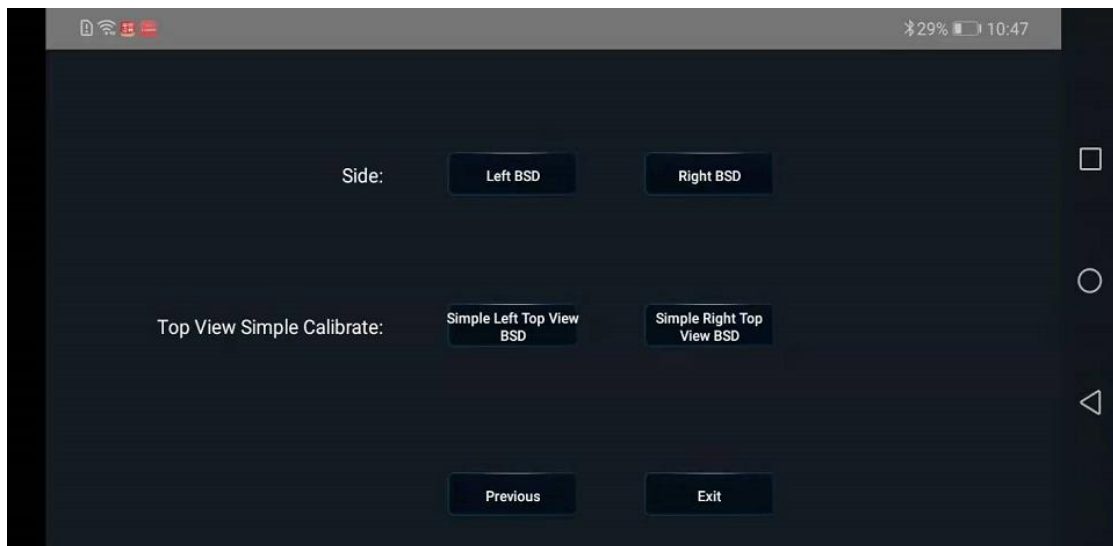 29% 10:47
Side:
Left BSD
Right BSD
Top View Simple Calibrate:
Simple Left Top View
BSD
Simple Right Top
View BSD
Previous
Exit